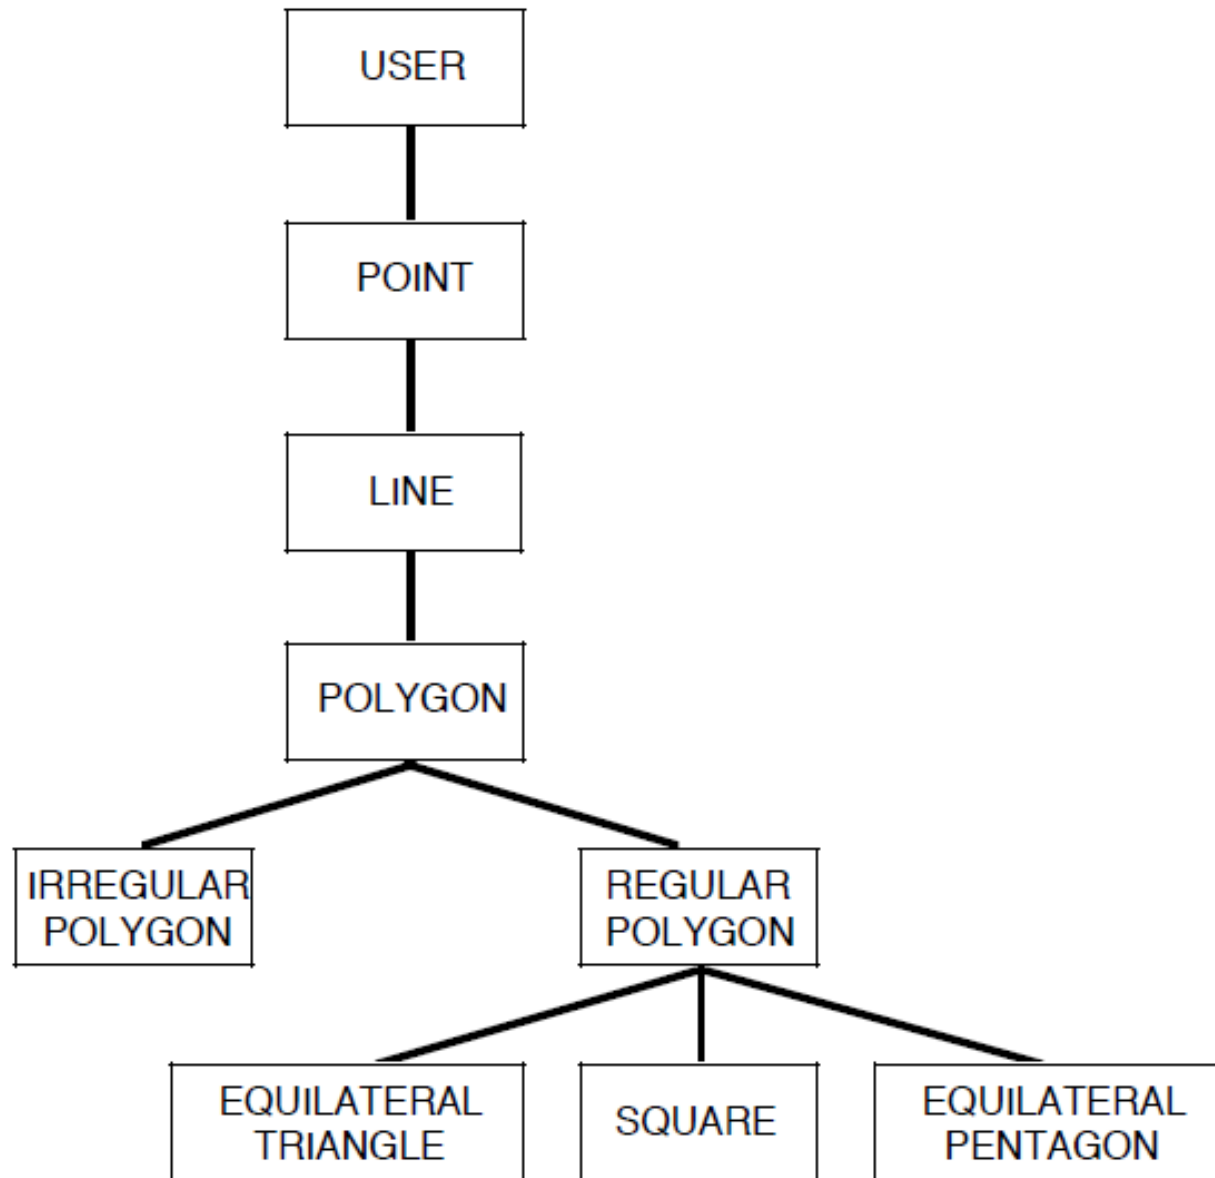 USER
POINT
LINE
POLYGON
IRREGULAR
POLYGON
REGULAR
POLYGON
EQUILATERAL
TRIANGLE
SQUARE
EQUILATERAL
PENTAGON